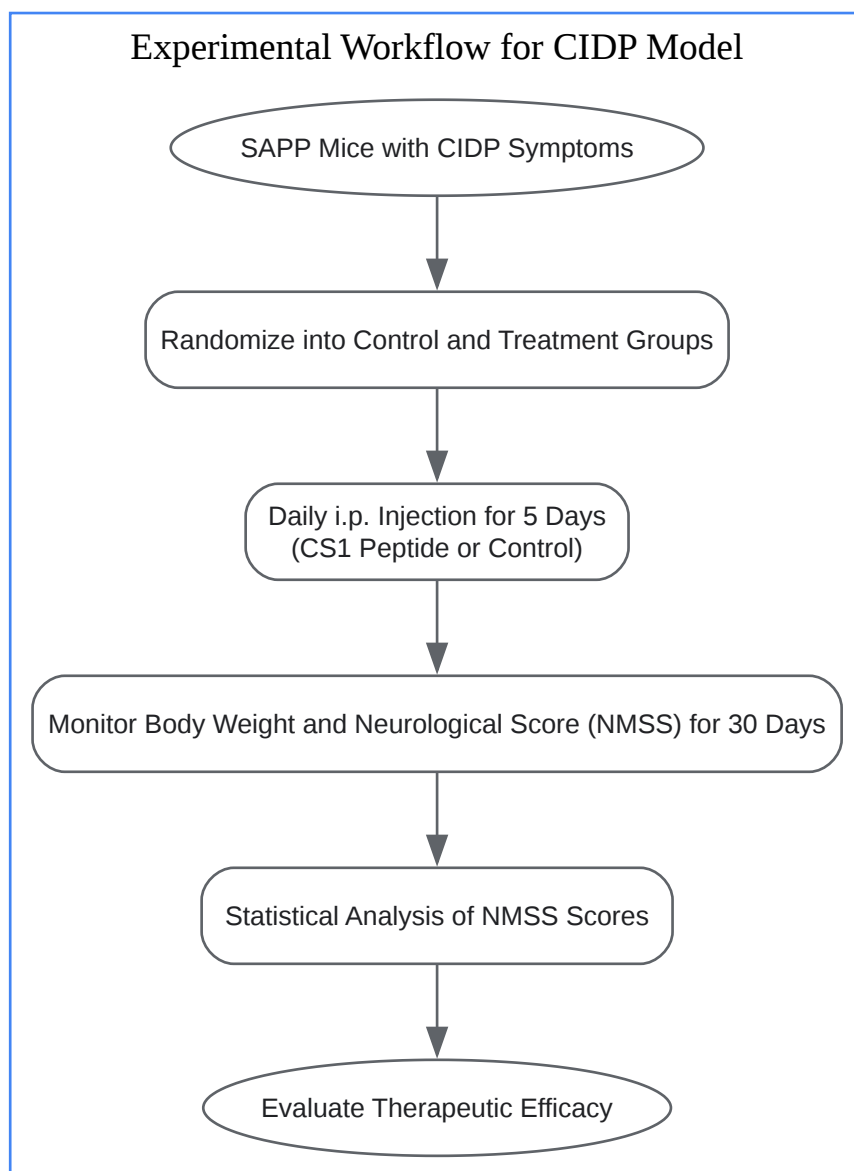 Experimental Workflow for CIDP Model
SAPP Mice with CIDP Symptoms
Randomize into Control and Treatment Groups
Daily i.p. Injection for 5 Days
(CS1 Peptide or Control)
Monitor Body Weight and Neurological Score (NMSS) for 30 Days
Statistical Analysis of NMSS Scores
Evaluate Therapeutic Efficacy